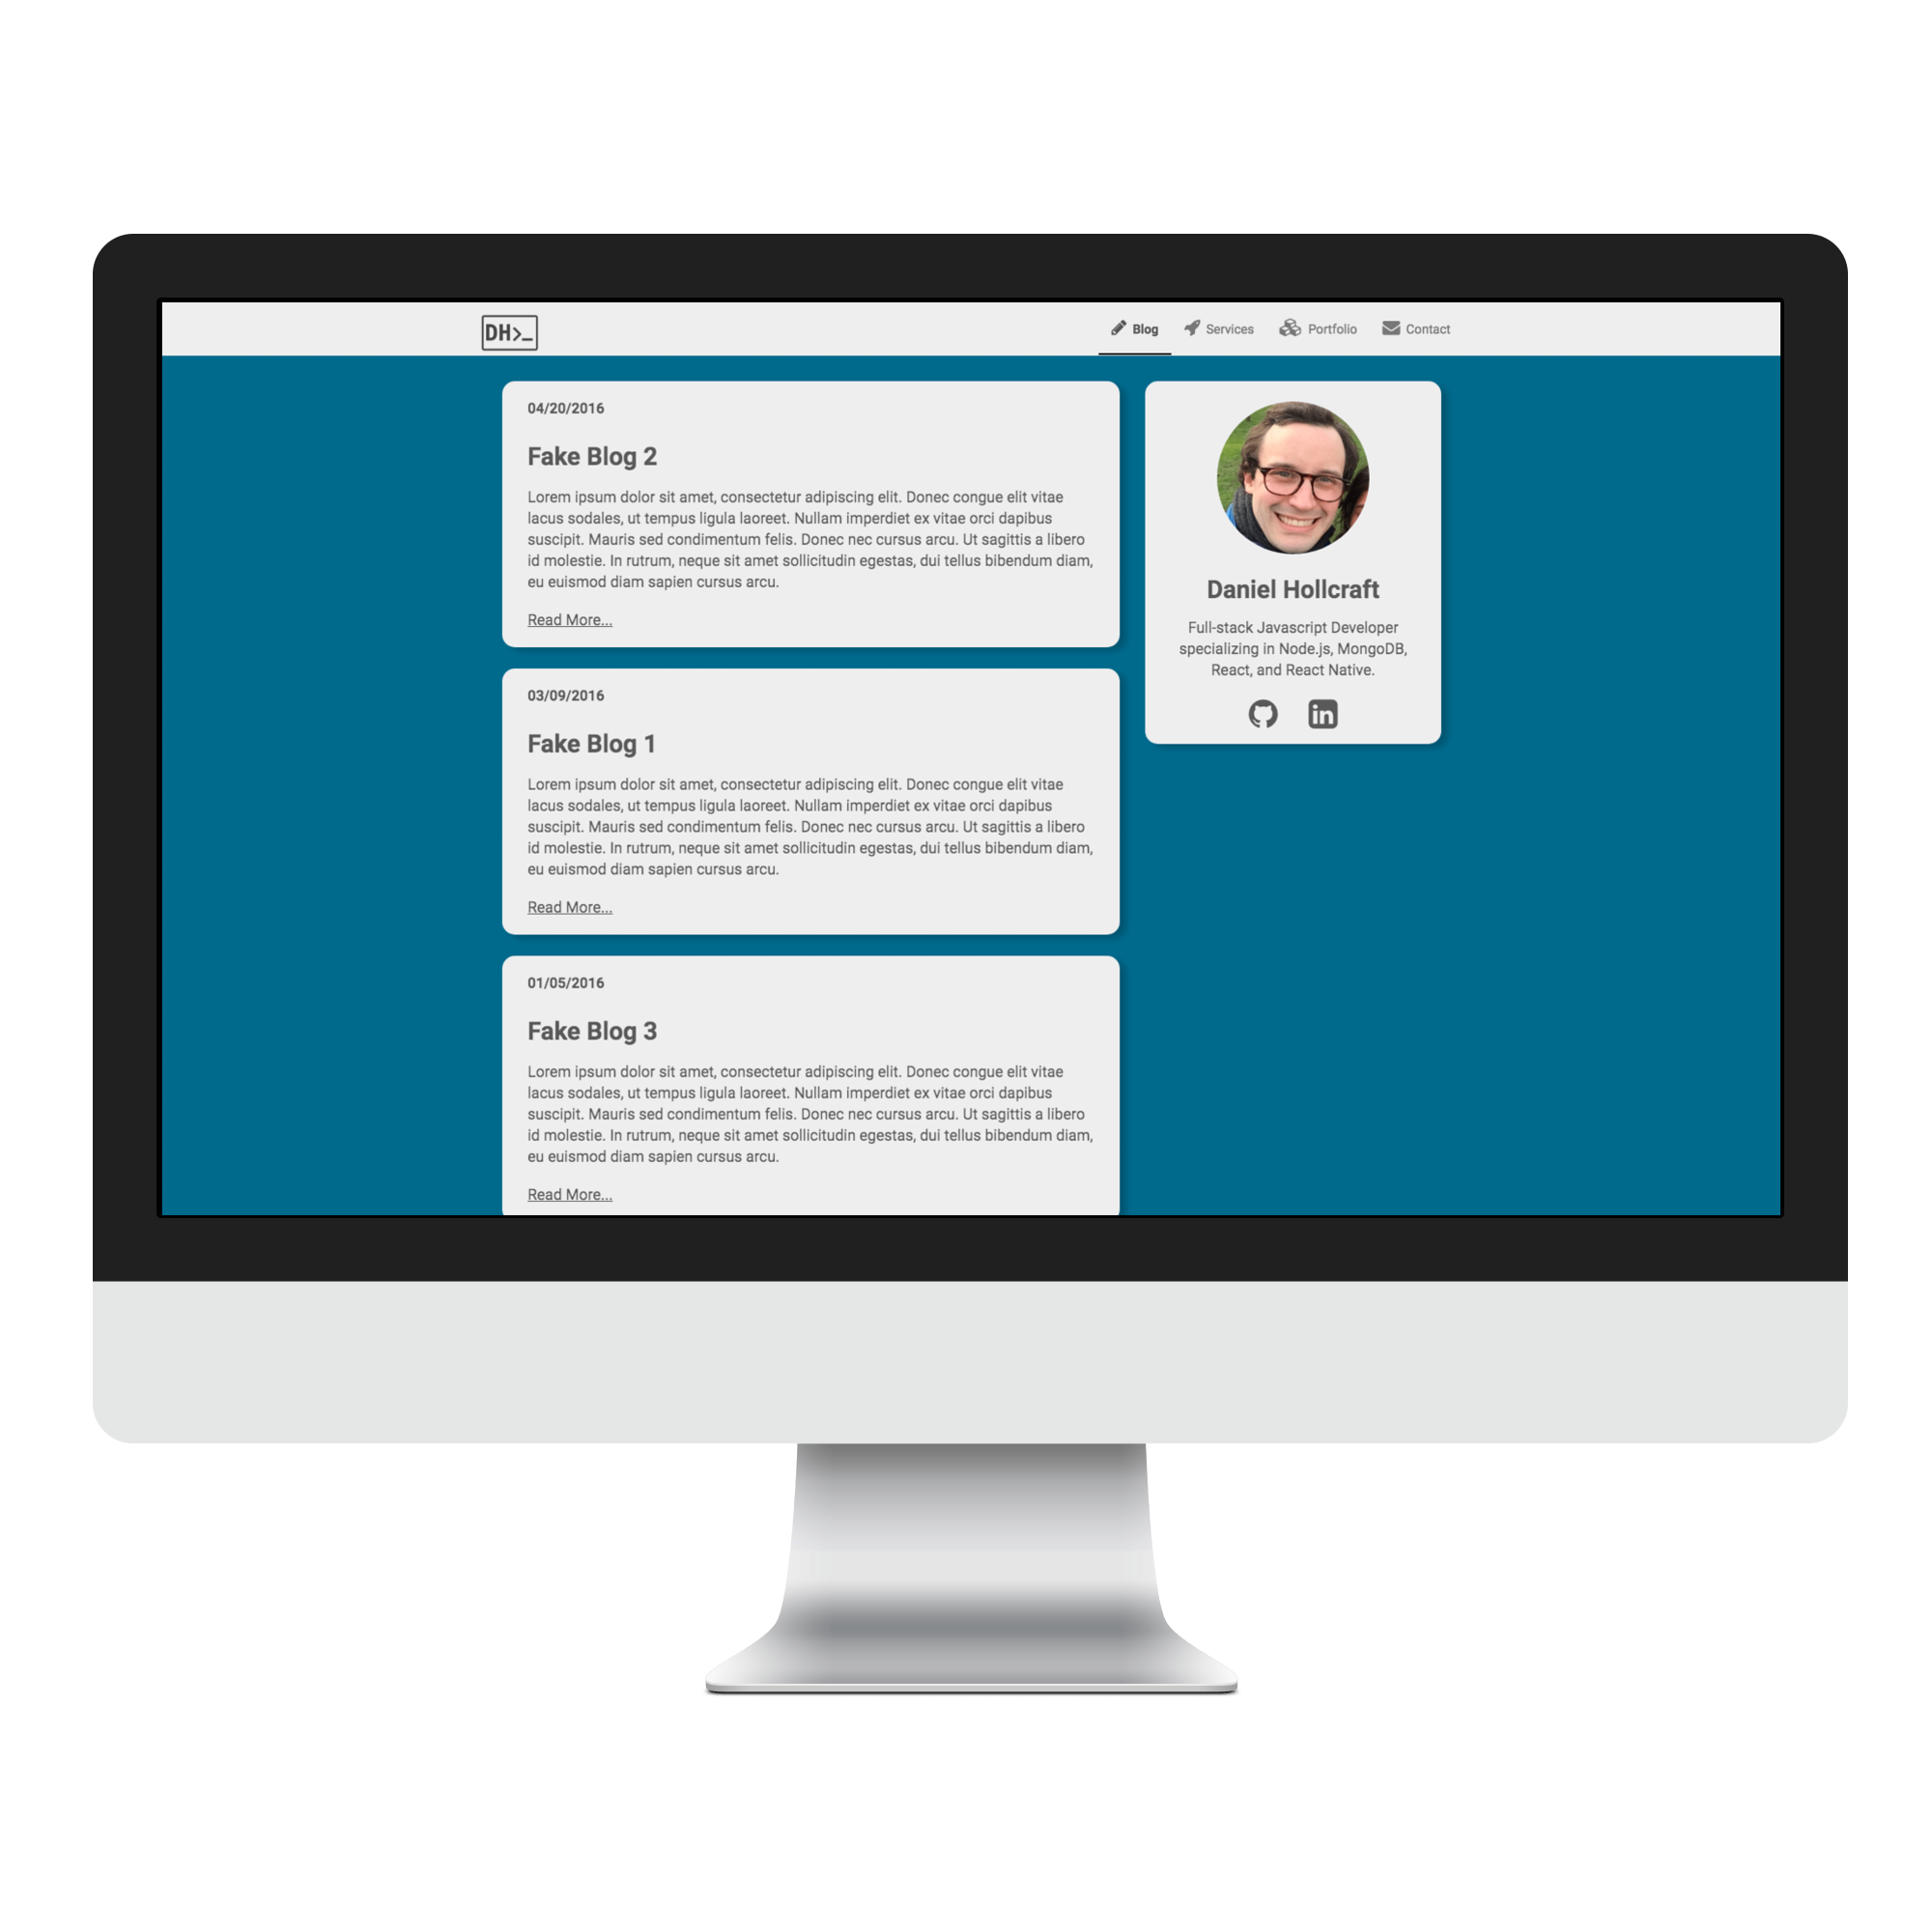 DH>_
Blog
Services
Portfolio
Contact
04/20/2016
Fake Blog 2
Lorem ipsum dolor sit amet, consectetur adipiscing elit. Donec congue elit vitae
lacus sodales, ut tempus ligula laoreet. Nullam imperdiet ex vitae orci dapibus
suscipit. Mauris sed condimentum felis. Donec nec cursus arcu. Ut sagittis a libero
id molestie. In rutrum, neque sit amet sollicitudin egestas, dui tellus bibendum diam,
eu euismod diam sapien cursus arcu.
Read More...
03/09/2016
Fake Blog 1
Lorem ipsum dolor sit amet, consectetur adipiscing elit. Donec congue elit vitae
lacus sodales, ut tempus ligula laoreet. Nullam imperdiet ex vitae orci dapibus
suscipit. Mauris sed condimentum felis. Donec nec cursus arcu. Ut sagittis a libero
id molestie. In rutrum, neque sit amet sollicitudin egestas, dui tellus bibendum diam,
eu euismod diam sapien cursus arcu.
Read More...
01/05/2016
Fake Blog 3
Lorem ipsum dolor sit amet, consectetur adipiscing elit. Donec congue elit vitae
lacus sodales, ut tempus ligula laoreet. Nullam imperdiet ex vitae orci dapibus
suscipit. Mauris sed condimentum felis. Donec nec cursus arcu. Ut sagittis a libero
id molestie. In rutrum, neque sit amet sollicitudin egestas, dui tellus bibendum diam,
eu euismod diam sapien cursus arcu.
Read More...
Daniel Hollcraft
Full-stack Javascript Developer
specializing in Node.js, MongoDB,
React, and React Native.
in